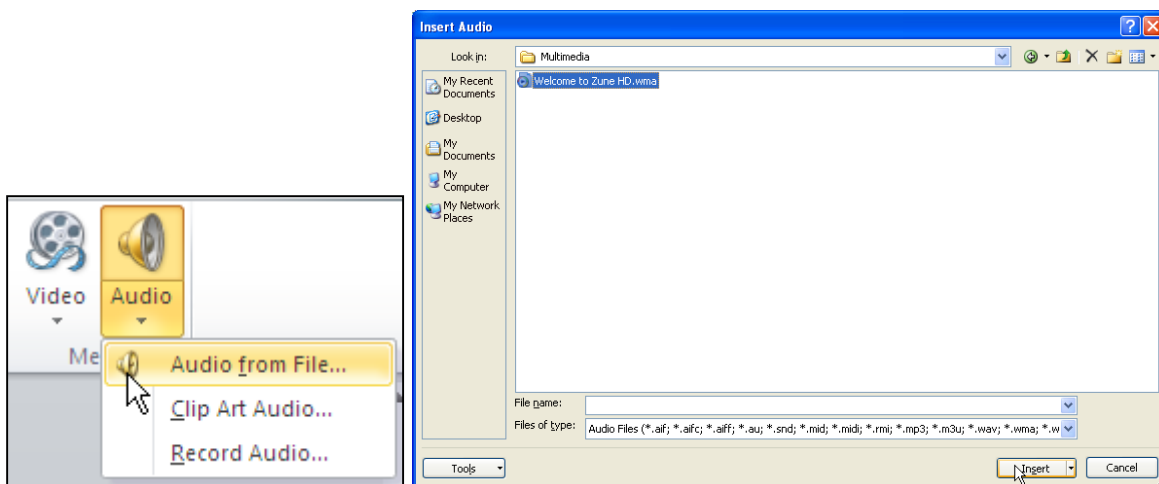 Video
Audio
Me
Audio from File...
Clip Art Audio...
Record Audio...
Insert Audio
Look in:
Multimedia
My Recent
Documents
Desktop
My
Documents
My
Computer
My Network
Places
Welcome to Zune HD.wma
File name:
Files of type:
Audio Files (*.aif; *.aifc; *.aiff; *.au; *.snd; *.mid; *.midi; *.rmi; *.mp3; *.m3u; *.wav; *.wma; *.w
Tools
Insert
Cancel